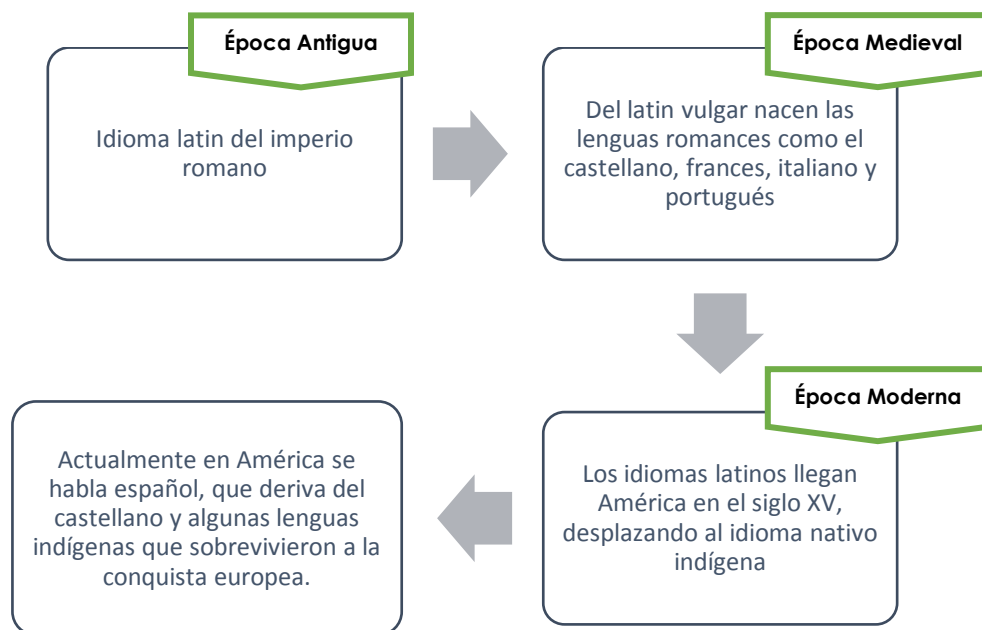 Época Antigua
Idioma latin del imperio
romano
Época Medieval
Del latin vulgar nacen las
lenguas romances como el
castellano, frances, italiano y
portugués
Época Moderna
Los idiomas latinos llegan
América en el siglo XV,
desplazando al idioma nativo
indígena
Actualmente en América se
habla español, que deriva del
castellano y algunas lenguas
indígenas que sobrevivieron a la
conquista europea.